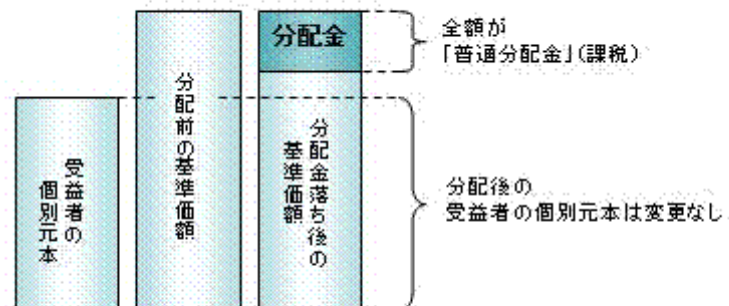 受益者の
個別元本
分配前の基準価額
分配金
分配金落ち後の
基準価額
全額が
「普通分配金」(課税)
分配後の
受益者の個別元本は変更なし